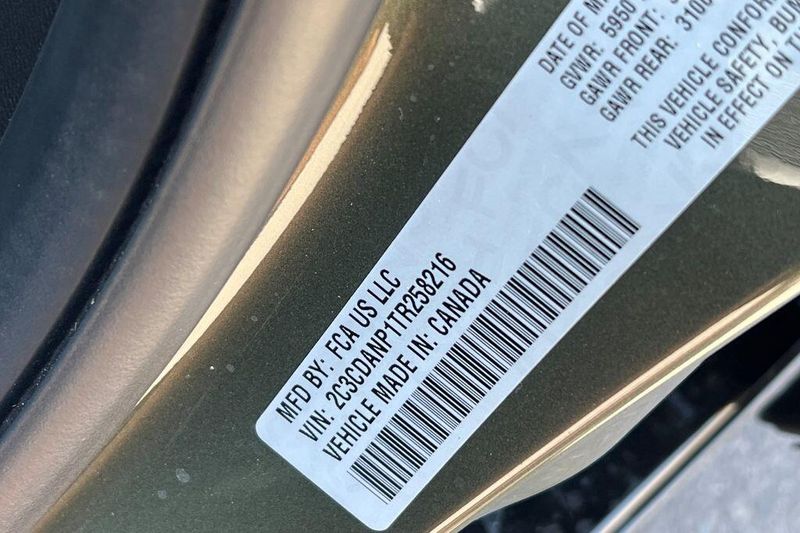 MFD BY: FCA US LLC
VIN: 2C3CDANP1TR258216
VEHICLE MADE IN: CANADA
DATE OF M
GVWR: 5950
GAWR FRONT:
GAWR REAR: 3100
THIS VEHICLE CONFOR
VEHICLE SAFETY, BUM
IN EFFECT ON T